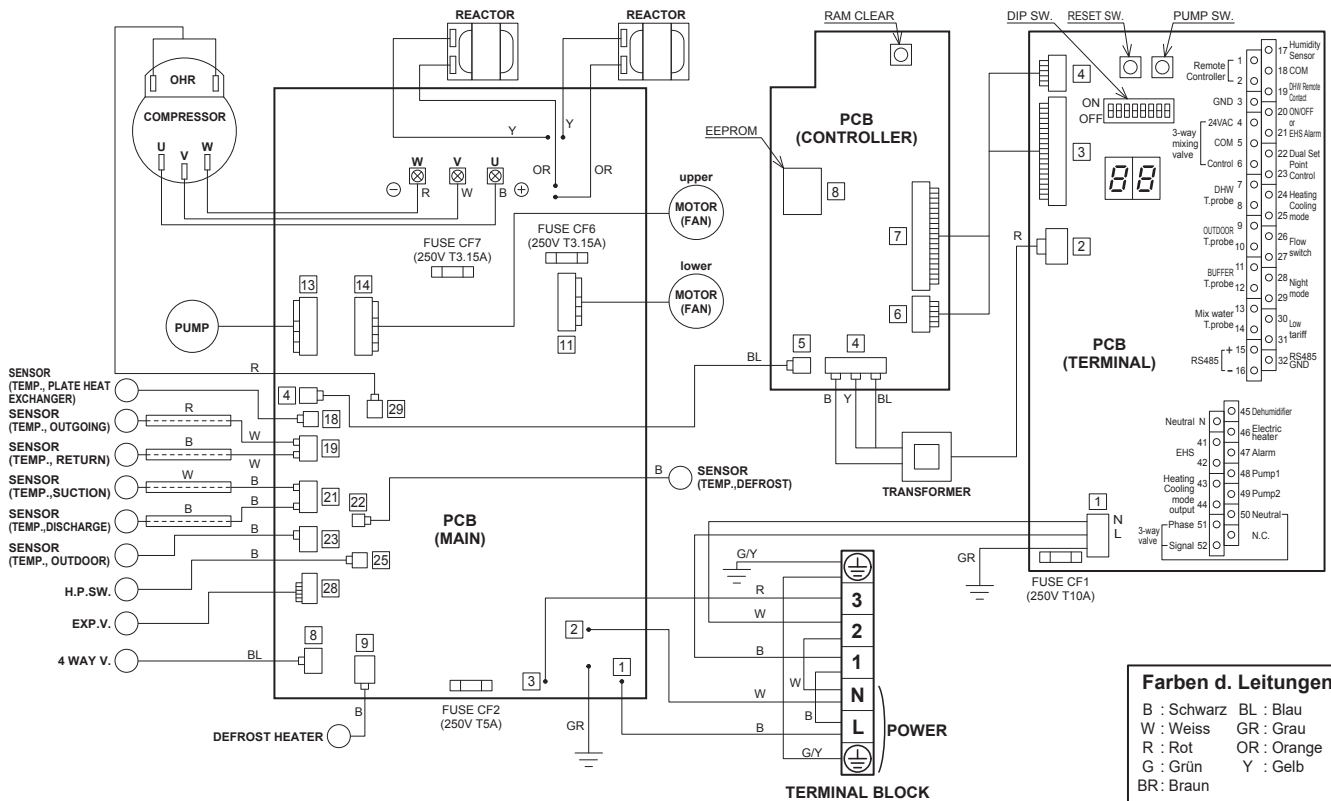 REACTOR
REACTOR
RAM CLEAR
DIP SW.
RESET SW.
PUMP SW.
OHR
COMPRESSOR
U
V
W
Y
Y
OR
OR
W
V
U
⊖
R
W
B
⊕
FUSE CF7
(250V T3.15A)
FUSE CF6
(250V T3.15A)
upper
MOTOR
(FAN)
lower
MOTOR
(FAN)
13
14
11
PUMP
R
SENSOR
(TEMP., PLATE HEAT
EXCHANGER)
SENSOR
(TEMP., OUTGOING)
SENSOR
(TEMP., RETURN)
SENSOR
(TEMP.,SUCTION)
SENSOR
(TEMP.,DISCHARGE)
SENSOR
(TEMP., OUTDOOR)
H.P.SW.
EXP.V.
4 WAY V.
DEFROST HEATER
R
W
B
W
W
B
B
B
B
B
BL
B
4
18
29
19
21
22
23
25
28
8
9
PCB
(MAIN)
B
SENSOR
(TEMP.,DEFROST)
FUSE CF2
(250V T5A)
2
3
1
GR
PCB
(CONTROLLER)
EEPROM
8
7
6
5
4
BL
B
Y
BL
TRANSFORMER
R
ON
OFF
4
3
2
1
88
PCB
(TERMINAL)
Remote
Controller
1
2
GND 3
24VAC 4
3-way
mixing
valve
COM 5
Control 6
DHW
T.probe
7
8
OUTDOOR
T.probe
9
10
BUFFER
T.probe
11
12
Mix water
T.probe
13
14
RS485
+ 15
− 16
17 Humidity
Sensor
18 COM
19 DHW Remote
Contact
20 ON/OFF
or
21 EHS Alarm
22 Dual Set
Point
23 Control
24 Heating
Cooling
25 mode
26 Flow
switch
27
28 Night
mode
29
30 Low
tariff
31
32 RS485
GND
Neutral N
41
EHS
42
Heating
Cooling
mode
output
43
44
3-way
valve
Phase 51
Signal 52
45 Dehumidifier
46 Electric
heater
47 Alarm
48 Pump1
49 Pump2
50 Neutral
N.C.
N
L
GR
FUSE CF1
(250V T10A)
G/Y
R
W
B
W
W
B
B
G/Y
3
2
1
N
L
POWER
TERMINAL BLOCK
Farben d. Leitungen
B : Schwarz BL : Blau
W : Weiss GR : Grau
R : Rot OR : Orange
G : Grün Y : Gelb
BR : Braun